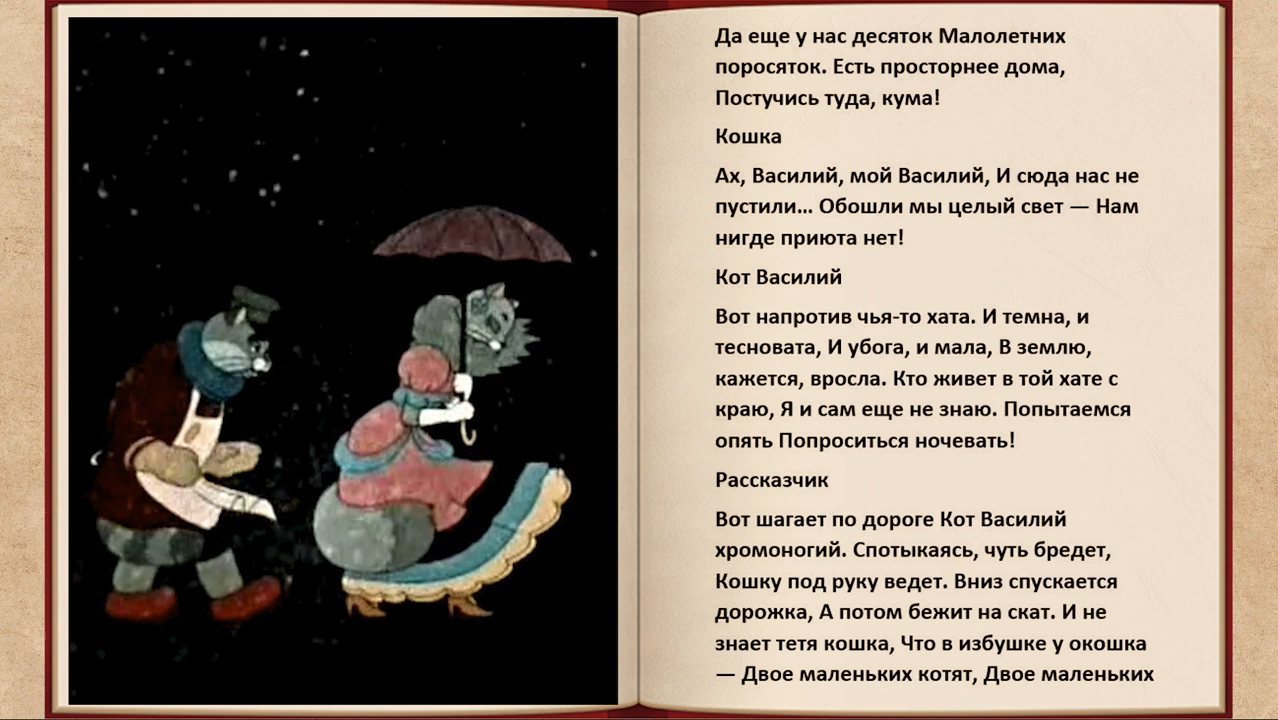 Да еще у нас десяток Малолетних
поросяток. Есть просторнее дома,
Постучись туда, кума!
Кошка
Ах, Василий, мой Василий, И сюда нас не
пустили... Обошли мы целый свет — Нам
нигде приюта нет!
Кот Василий
Вот напротив чья-то хата. И темна, и
тесновата, И убога, и мала, В землю,
кажется, вросла. Кто живет в той хате с
краю, Я и сам еще не знаю. Попытаемся
опять Попроситься ночевать!
Рассказчик
Вот шагает по дороге Кот Василий
хромоногий. Спотыкаясь, чуть бредет,
Кошку под руку ведет. Вниз спускается
дорожка, А потом бежит на скат. И не
знает тетя кошка, Что в избушке у окошка
— Двое маленьких котят, Двое маленьких